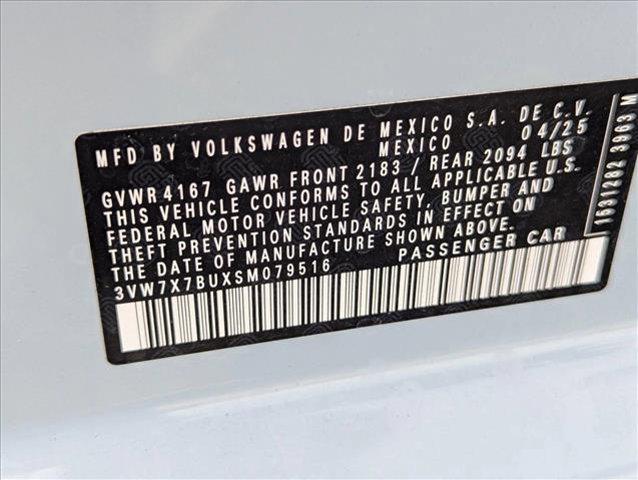 MFD BY VOLKSWAGEN DE MEXICO S.A. DE C.V.
MEXICO 04/25
GVWR 4167 GAWR FRONT 2183 / REAR 2094 LBS
THIS VEHICLE CONFORMS TO ALL APPLICABLE U.S.
FEDERAL MOTOR VEHICLE SAFETY, BUMPER AND
THEFT PREVENTION STANDARDS IN EFFECT ON
THE DATE OF MANUFACTURE SHOWN ABOVE.
3VW7X7BUXSM079516 PASSENGER CAR
1631282 3963 M